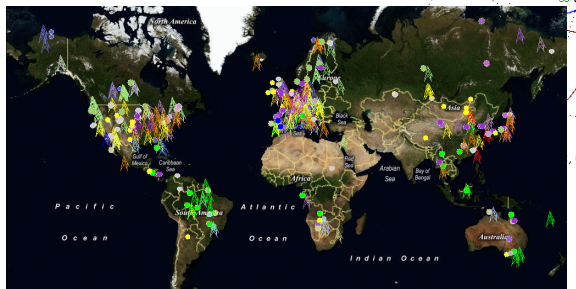 North America
Europe
Asia
Black
Sea
Gulf of
Mexico
Caribbean
Sea
Red
Sea
Arabian
Sea
Bay of
Bengal
Africa
Pacific
Ocean
Atlantic
Ocean
South America
Indian Ocean
Australia